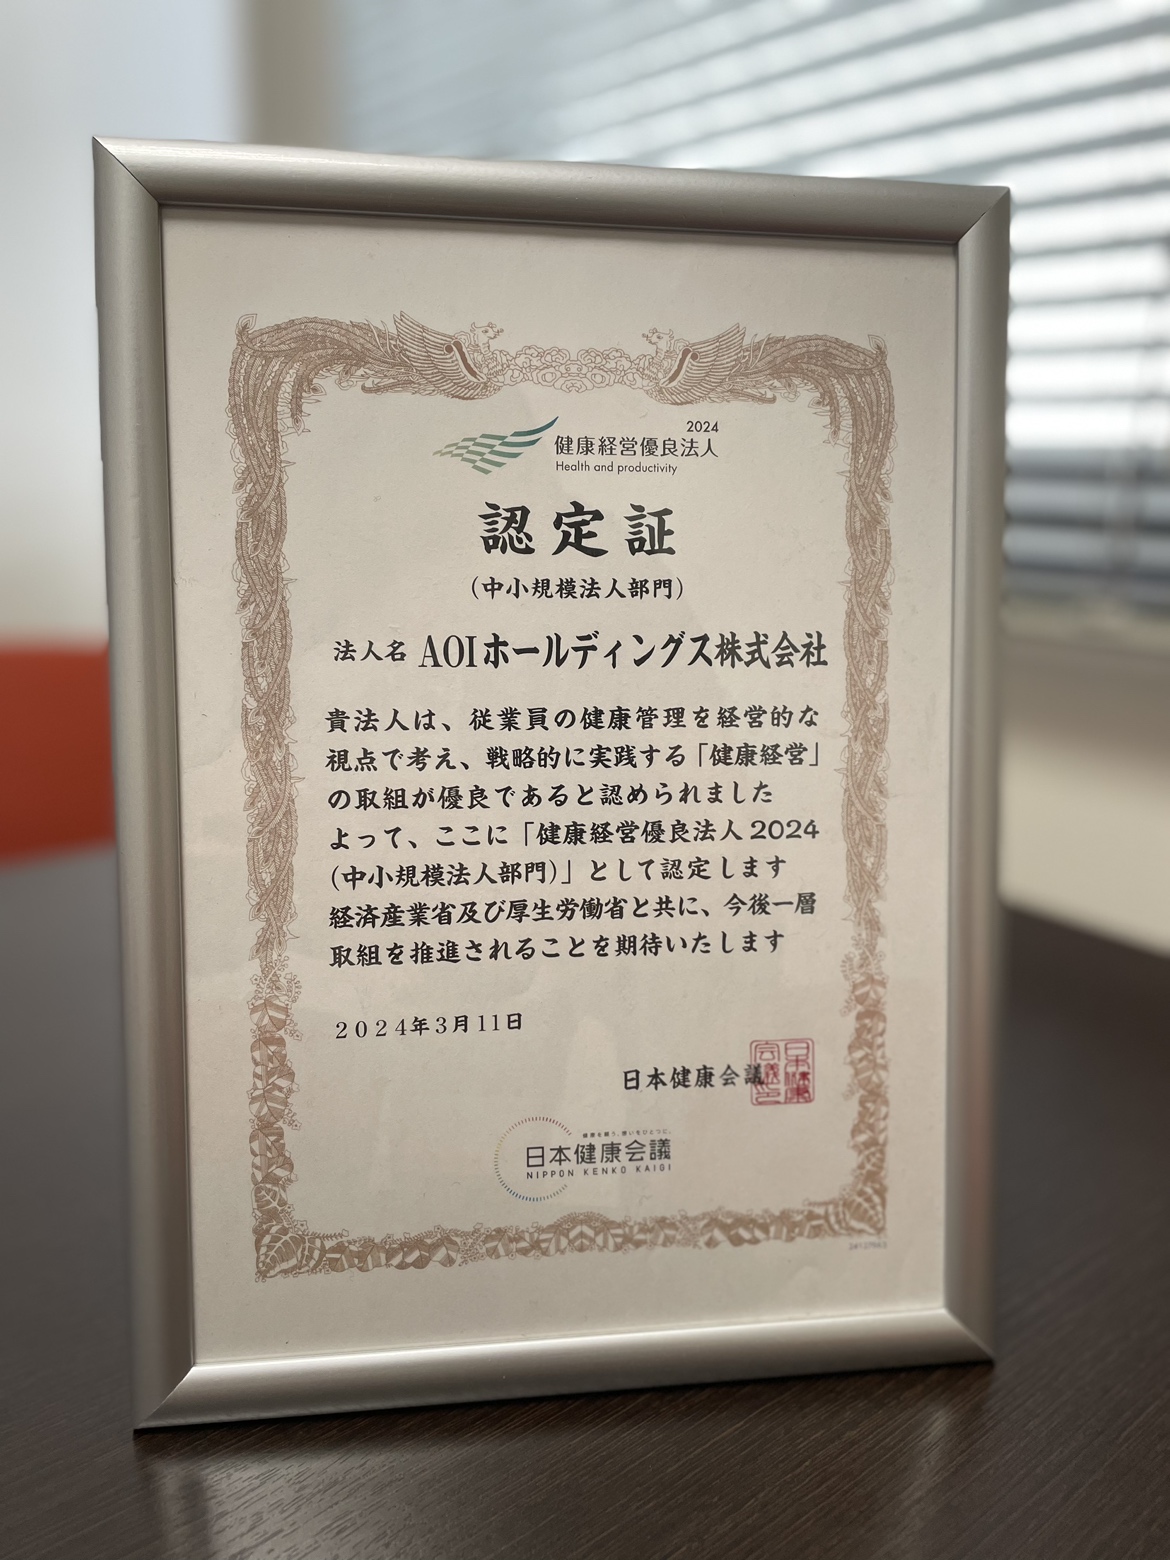 2024
健康経営優良法人
Health and productivity
認定証
(中小規模法人部門)
法人名 AOIホールディングス株式会社
貴法人は、従業員の健康管理を経営的な
視点で考え、戦略的に実践する「健康経営」
の取組が優良であると認められました
よって、ここに「健康経営優良法人2024
(中小規模法人部門)」として認定します
経済産業省及び厚生労働省と共に、今後一層
取組を推進されることを期待いたします
2024年3月11日
日本健康会議
日本健康会議
NIPPON KENKO KAIGI